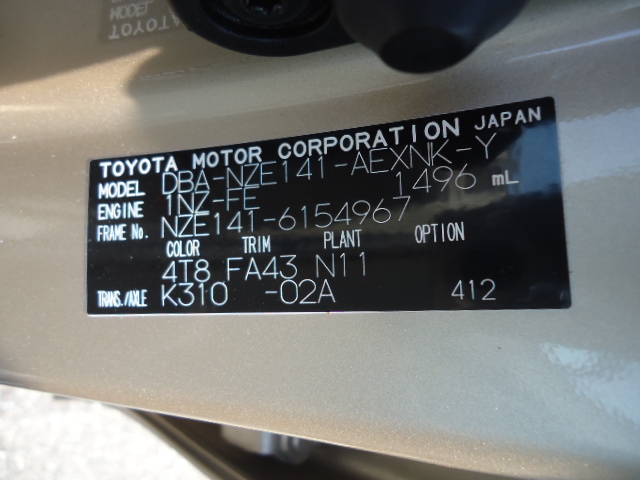 TOYOTA MOTOR CORPORATION JAPAN
MODEL DBA-NZE141-AEXNK-Y
ENGINE 1NZ-FE 1496 mL
FRAME No. NZE141-6154967
COLOR TRIM PLANT OPTION
4T8 FA43 N11
TRANS./AXLE K310 -02A 412